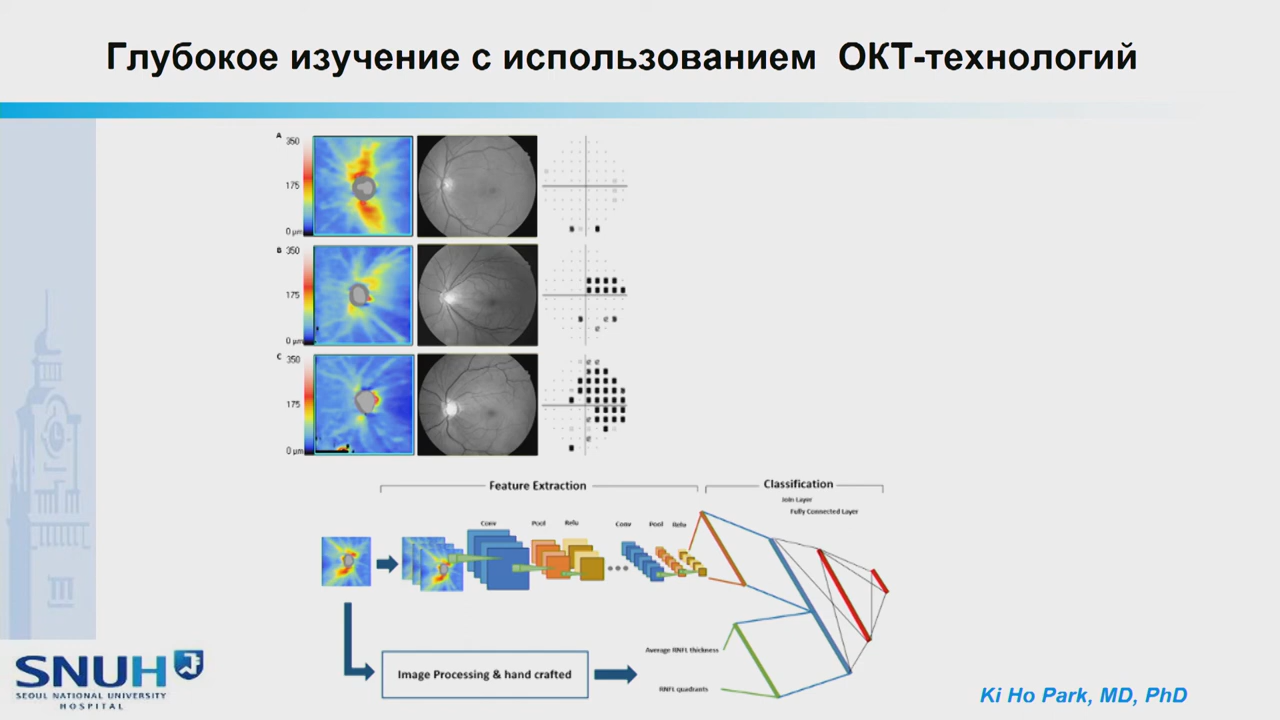 Глубокое изучение с использованием ОКТ-технологий
A
350
175
0 µm
B
350
175
0 µm
C
350
175
0 µm
Feature Extraction
Classification
Join Layer
Fully Connected Layer
Conv Pool Relu Conv Pool Relu
Average RNFL thickness
Image Processing & hand crafted
RNFL quadrants
SNUH
SEOUL NATIONAL UNIVERSITY
HOSPITAL
Ki Ho Park, MD, PhD